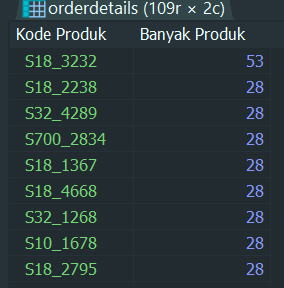 orderdetails (109r × 2c)
Kode Produk Banyak Produk
S18_3232 53
S18_2238 28
S32_4289 28
S700_2834 28
S18_1367 28
S18_4668 28
S32_1268 28
S10_1678 28
S18_2795 28